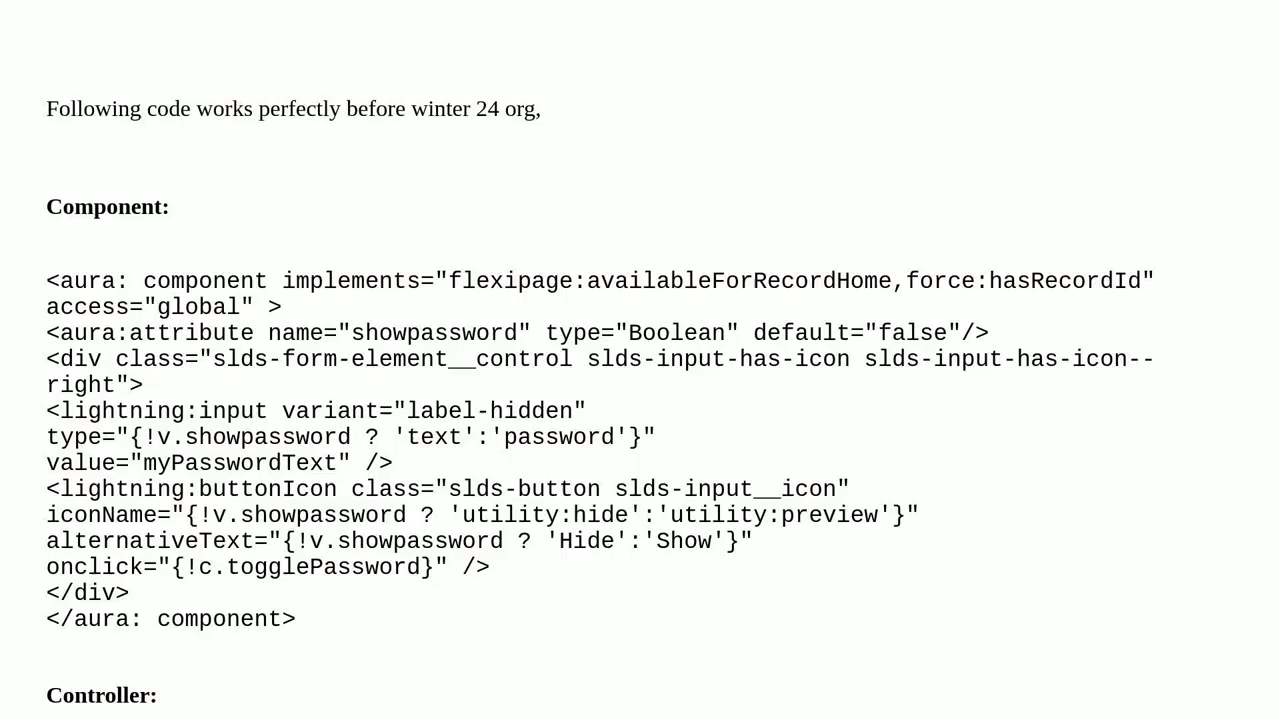 Following code works perfectly before winter 24 org,
Component:
<aura: component implements="flexipage:availableForRecordHome,force:hasRecordId"
access="global" >
<aura:attribute name="showpassword" type="Boolean" default="false"/>
<div class="slds-form-element__control slds-input-has-icon slds-input-has-icon--
right">
<lightning:input variant="label-hidden"
type="{!v.showpassword ? 'text':'password'}"
value="myPasswordText" />
<lightning:buttonIcon class="slds-button slds-input__icon"
iconName="{!v.showpassword ? 'utility:hide':'utility:preview'}"
alternativeText="{!v.showpassword ? 'Hide':'Show'}"
onclick="{!c.togglePassword}" />
</div>
</aura: component>
Controller: